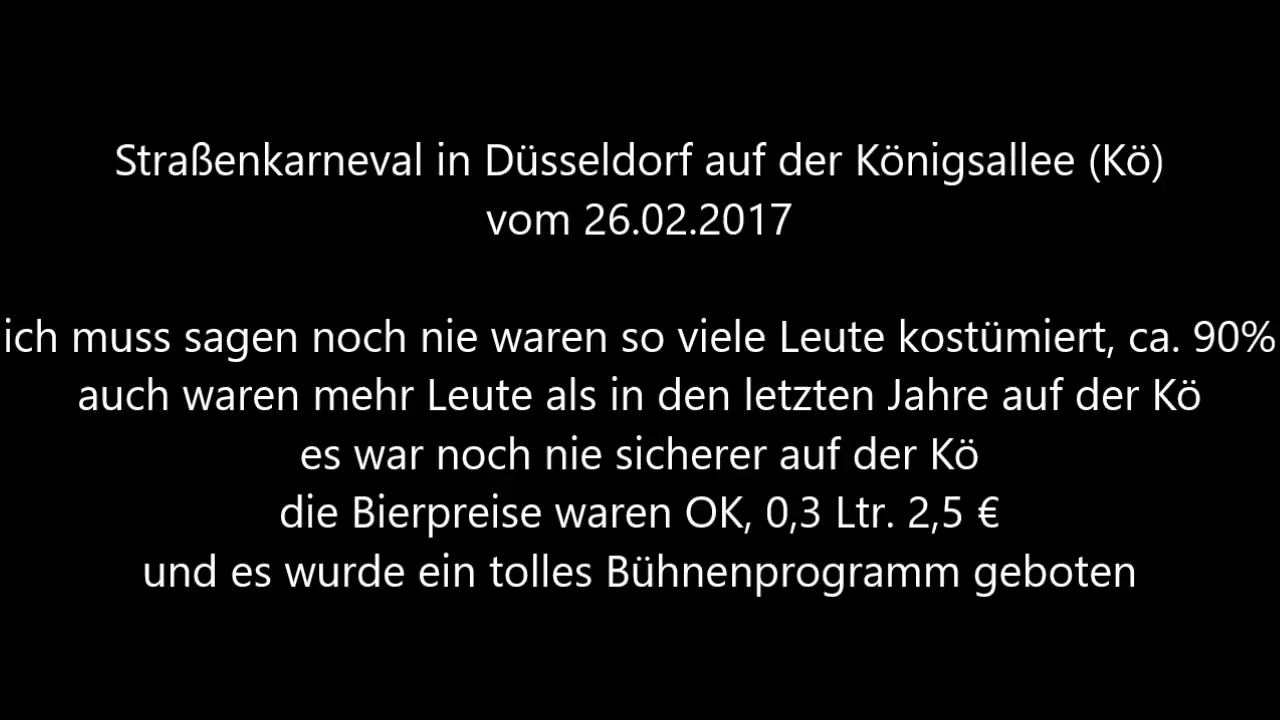 Straßenkarneval in Düsseldorf auf der Königsallee (Kö)
vom 26.02.2017
ich muss sagen noch nie waren so viele Leute kostümiert, ca. 90%
auch waren mehr Leute als in den letzten Jahre auf der Kö
es war noch nie sicherer auf der Kö
die Bierpreise waren OK, 0,3 Ltr. 2,5 €
und es wurde ein tolles Bühnenprogramm geboten